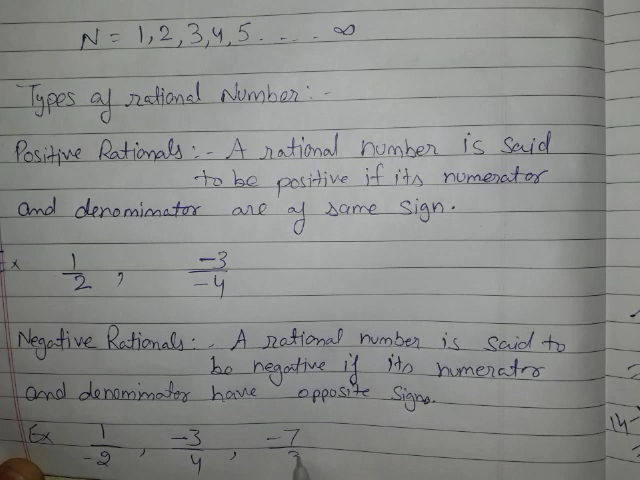 N = 1, 2, 3, 4, 5 . - . . . ∞
Types of rational Number : -
Positive Rationals : - A rational number is said
to be positive if its numerator
and denominator are of same sign.
Ex 1/2 , -3/-4
Negative Rationals : - A rational number is said to
be negative if its numerator
and denominator have opposite signs.
Ex 1/-2 , -3/4 , -7/
14